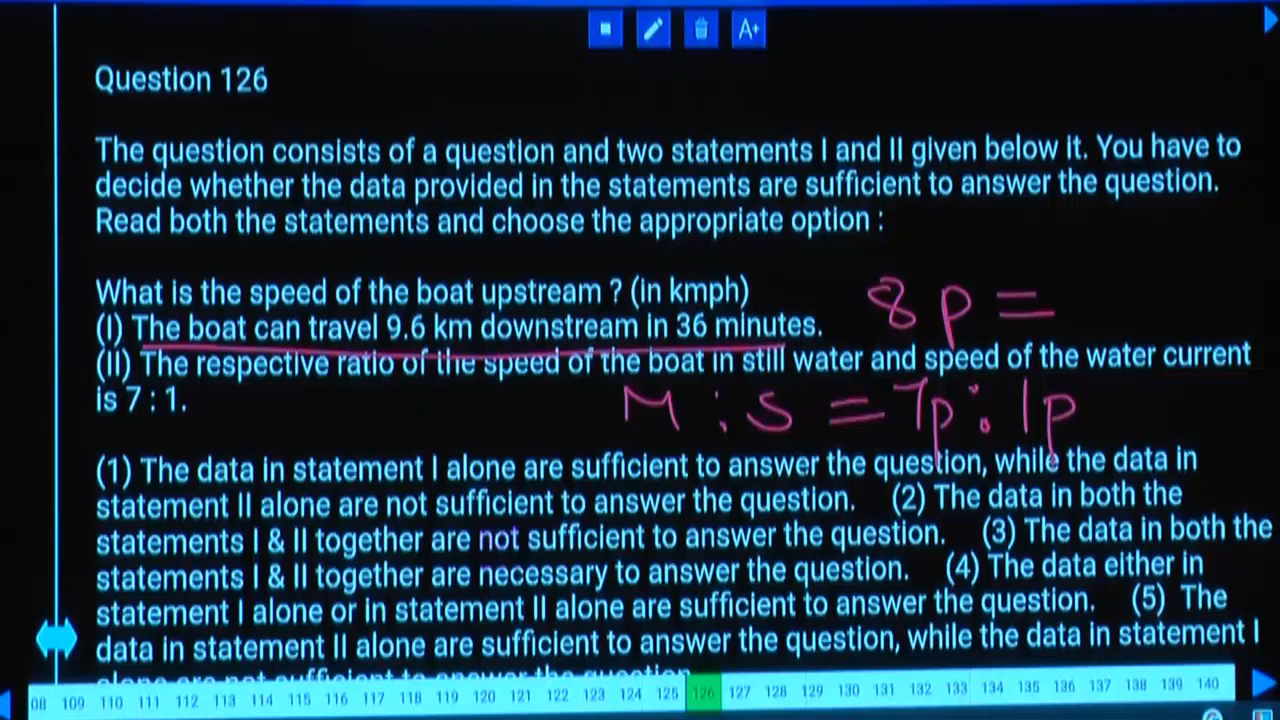 A+
Question 126
The question consists of a question and two statements I and II given below it. You have to
decide whether the data provided in the statements are sufficient to answer the question.
Read both the statements and choose the appropriate option :
What is the speed of the boat upstream ? (in kmph)
8p =
(I) The boat can travel 9.6 km downstream in 36 minutes.
(II) The respective ratio of the speed of the boat in still water and speed of the water current
is 7 : 1.
M : S = 7p : 1p
(1) The data in statement I alone are sufficient to answer the question, while the data in
statement II alone are not sufficient to answer the question. (2) The data in both the
statements I & II together are not sufficient to answer the question. (3) The data in both the
statements I & II together are necessary to answer the question. (4) The data either in
statement I alone or in statement II alone are sufficient to answer the question. (5) The
data in statement II alone are sufficient to answer the question, while the data in statement I
alone are not sufficient to answer the question
08 109 110 111 112 113 114 115 116 117 118 119 120 121 122 123 124 125 126 127 128 129 130 131 132 133 134 135 136 137 138 139 140